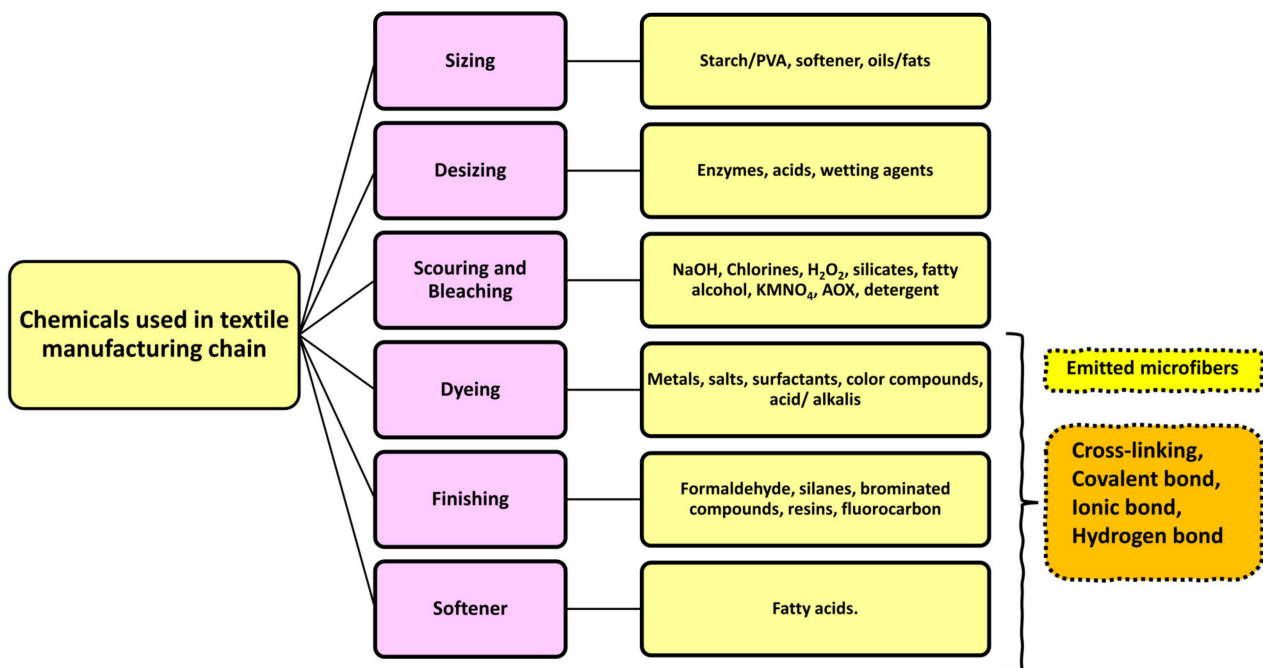 Chemicals used in textile
manufacturing chain
Sizing
Starch/PVA, softener, oils/fats
Desizing
Enzymes, acids, wetting agents
Scouring and
Bleaching
NaOH, Chlorines, H₂O₂, silicates, fatty
alcohol, KMNO₄, AOX, detergent
Dyeing
Metals, salts, surfactants, color compounds,
acid/ alkalis
Finishing
Formaldehyde, silanes, brominated
compounds, resins, fluorocarbon
Softener
Fatty acids.
Emitted microfibers
Cross-linking,
Covalent bond,
Ionic bond,
Hydrogen bond